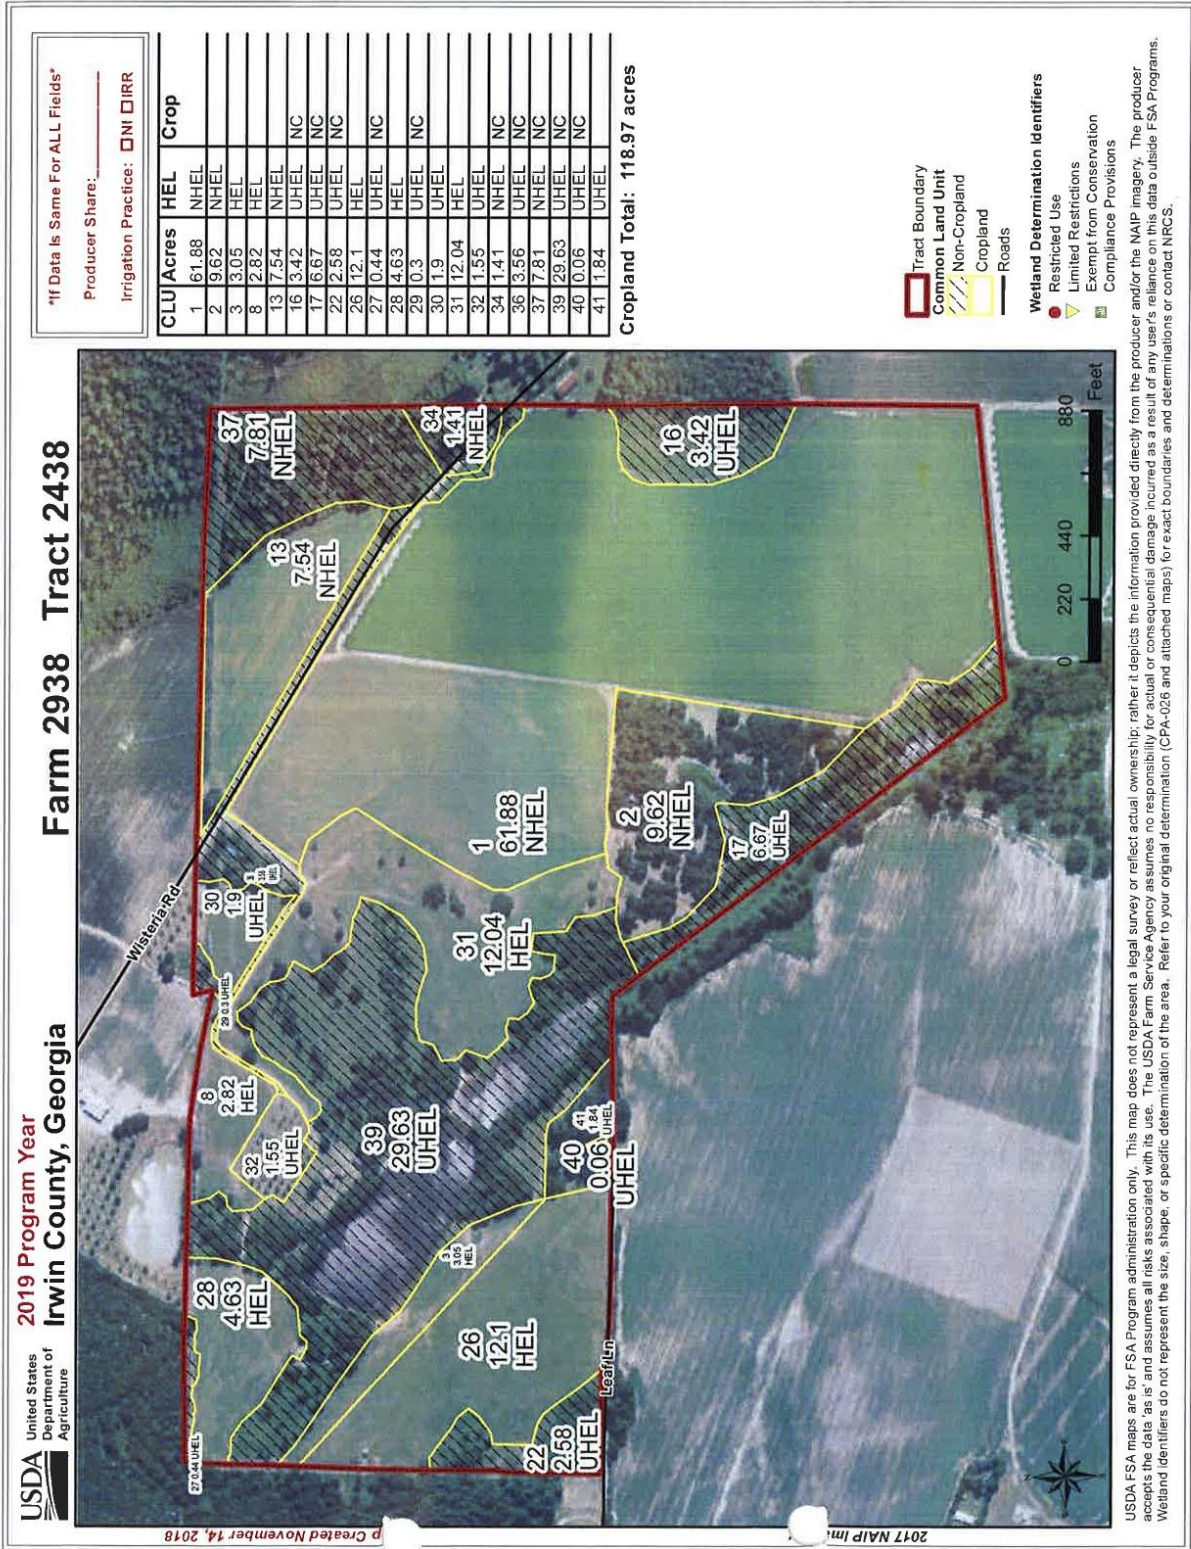 USDA
United States
Department of
Agriculture
2019 Program Year
Irwin County, Georgia
Farm 2938 Tract 2438
*If Data Is Same For ALL Fields*
Producer Share:
Irrigation Practice: NI IRR
CLU Acres HEL Crop
1 61.88 NHEL
2 9.62 NHEL
3 3.05 HEL
8 2.82 HEL
13 7.54 NHEL
16 3.42 UHEL NC
17 6.67 UHEL NC
22 2.58 UHEL NC
26 12.1 HEL
27 0.44 UHEL NC
28 4.63 HEL
29 0.3 UHEL NC
30 1.9 UHEL
31 12.04 HEL
32 1.55 UHEL
34 1.41 NHEL NC
36 3.56 UHEL NC
37 7.81 NHEL NC
39 29.63 UHEL NC
40 0.06 UHEL NC
41 1.84 UHEL
Cropland Total: 118.97 acres
Tract Boundary
Common Land Unit
Non-Cropland
Cropland
Roads
Wetland Determination Identifiers
Restricted Use
Limited Restrictions
Exempt from Conservation
Compliance Provisions
Wisteria Rd
Leaf Ln
27 0.44 UHEL
28
4.63
HEL
8
2.82
HEL
32
1.55
UHEL
29 0.3 UHEL
30
1.9
UHEL
3.56
UHEL
13
7.54
NHEL
37
7.81
NHEL
34
1.41
NHEL
16
3.42
UHEL
1
61.88
NHEL
31
12.04
HEL
2
9.62
NHEL
17
6.67
UHEL
39
29.63
UHEL
3
3.05
HEL
26
12.1
HEL
22
2.58
UHEL
40
0.06
UHEL
41
1.84
UHEL
0 220 440 880
Feet
p Created November 14, 2018
2017 NAIP Im
USDA FSA maps are for FSA Program administration only. This map does not represent a legal survey or reflect actual ownership; rather it depicts the information provided directly from the producer and/or the NAIP imagery. The producer
accepts the data 'as is' and assumes all risks associated with its use. The USDA Farm Service Agency assumes no responsibility for actual or consequential damage incurred as a result of any user's reliance on this data outside FSA Programs.
Wetland identifiers do not represent the size, shape, or specific determination of the area. Refer to your original determination (CPA-026 and attached maps) for exact boundaries and determinations or contact NRCS.